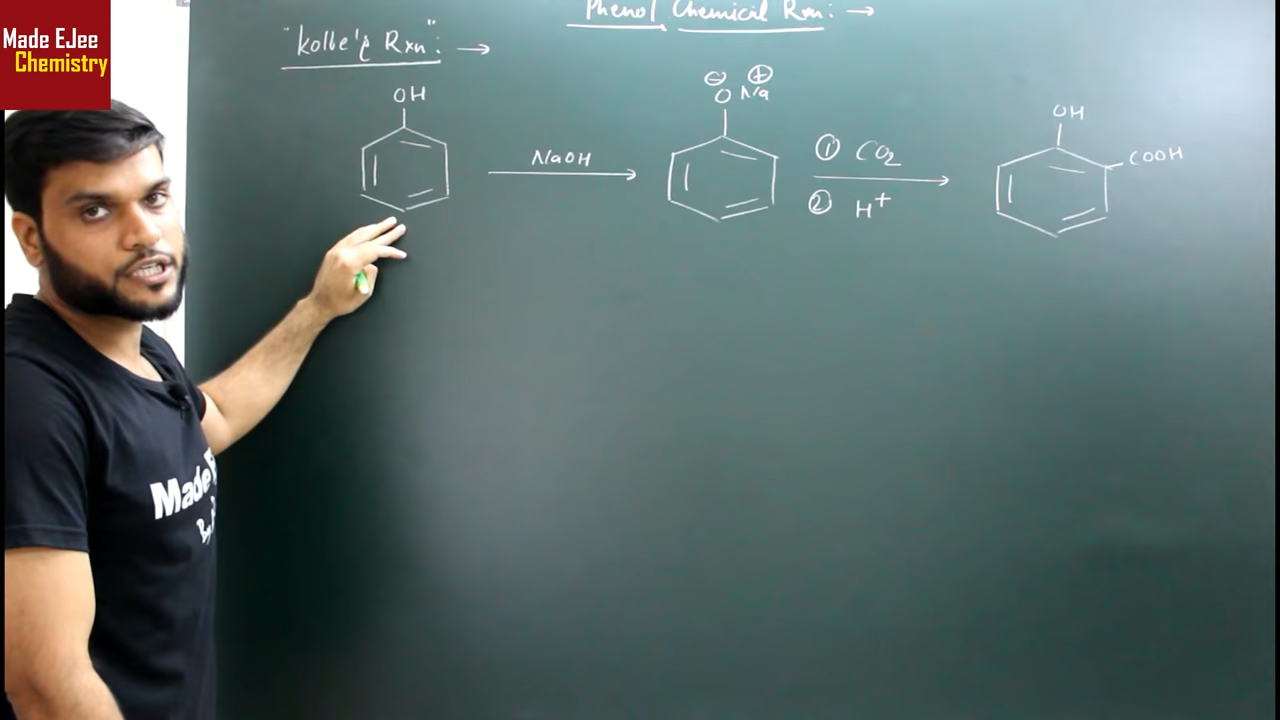 Made EJee
Chemistry
Phenol Chemical Rxn: →
"Kolbe's Rxn": →
OH
NaOH
⊖ ⊕
O Na
① CO₂
② H⁺
OH
COOH
Made